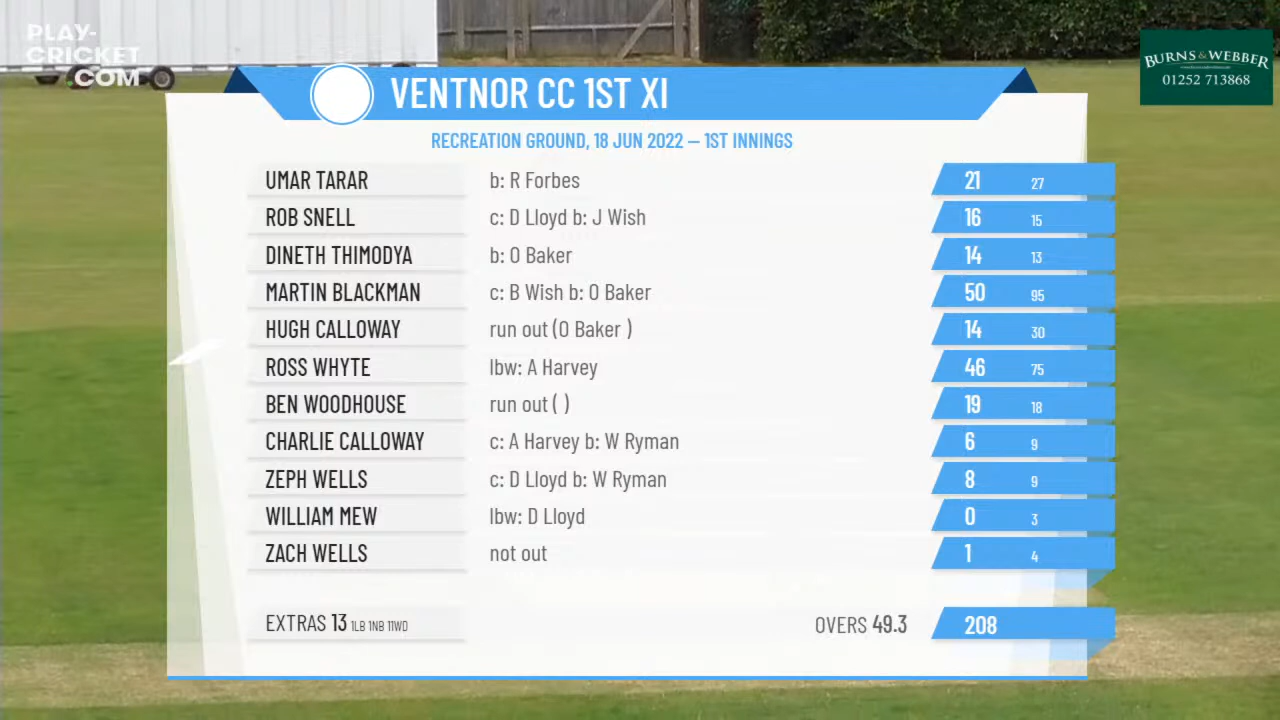 PLAY-
CRICKET
.COM
BURNS & WEBBER
01252 713868
VENTNOR CC 1ST XI
RECREATION GROUND, 18 JUN 2022 – 1ST INNINGS
UMAR TARAR b: R Forbes 21 27
ROB SNELL c: D Lloyd b: J Wish 16 15
DINETH THIMODYA b: O Baker 14 13
MARTIN BLACKMAN c: B Wish b: O Baker 50 95
HUGH CALLOWAY run out (O Baker ) 14 30
ROSS WHYTE lbw: A Harvey 46 75
BEN WOODHOUSE run out ( ) 19 18
CHARLIE CALLOWAY c: A Harvey b: W Ryman 6 9
ZEPH WELLS c: D Lloyd b: W Ryman 8 9
WILLIAM MEW lbw: D Lloyd 0 3
ZACH WELLS not out 1 4
EXTRAS 13 1LB 1NB 11WD OVERS 49.3 208